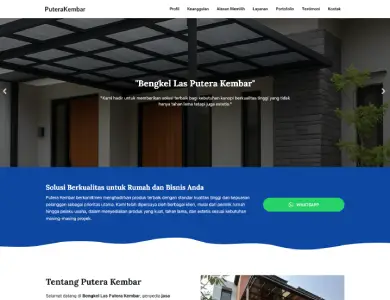 PuteraKembar
Profil Keanggulan Alasan Memilih Layanan Portofolio Testimoni Kontak
"Bengkel Las Putera Kembar"
"Kami hadir untuk memberikan solusi terbaik bagi kebutuhan kanopi berkualitas tinggi yang tidak
hanya tahan lama tetapi juga estetis."
Solusi Berkualitas untuk Rumah dan Bisnis Anda
Putera Kembar berkomitmen menghadirkan produk terbaik dengan standar kualitas tinggi dan kepuasan
pelanggan sebagai prioritas utama. Kami telah dipercaya oleh berbagai klien, mulai dari pemilik rumah
hingga pelaku usaha, dalam menyediakan produk yang kuat, tahan lama, dan estetis sesuai kebutuhan
masing-masing proyek.
WHATSAPP
Tentang Putera Kembar
Selamat datang di Bengkel Las Putera Kembar, penyedia jasa